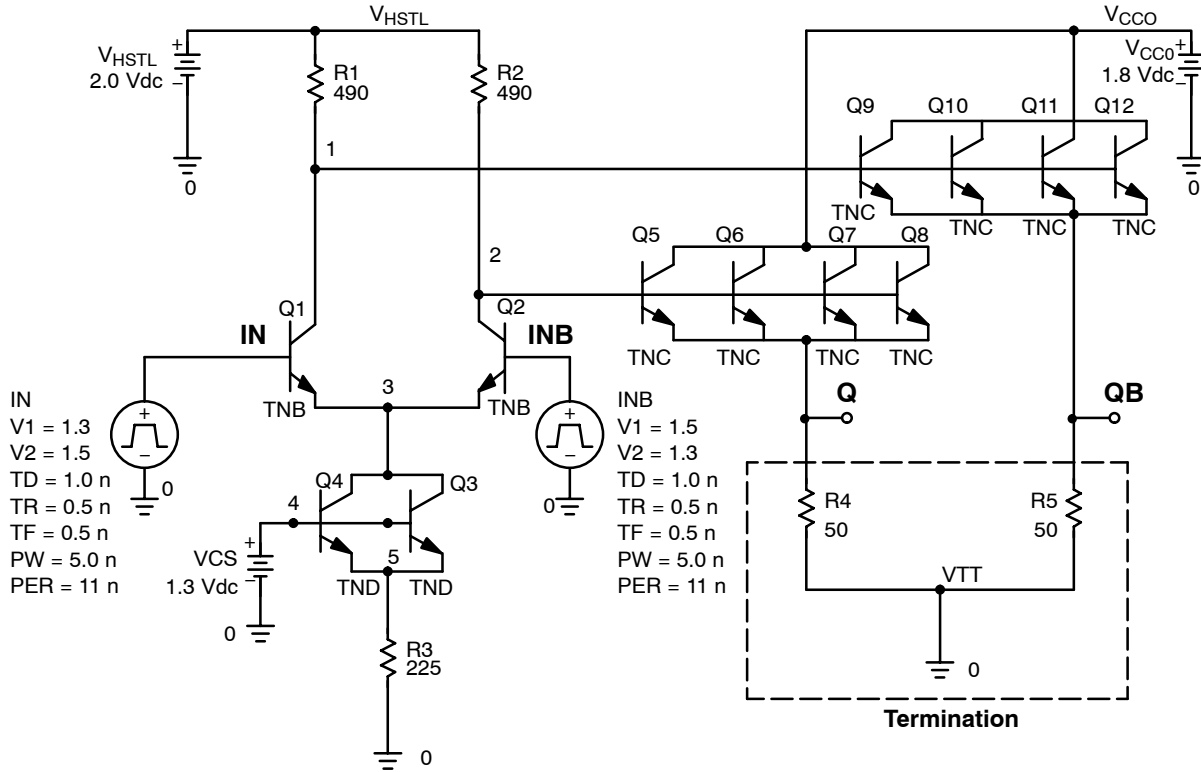 V_HSTL
V_CCO
V_HSTL
2.0 Vdc
+
−
0
R1
490
R2
490
V_CC0
1.8 Vdc
+
−
0
Q9
Q10
Q11
Q12
1
TNC
TNC
TNC
TNC
Q5
Q6
Q7
Q8
2
TNC
TNC
TNC
TNC
Q1
Q2
IN
INB
TNB
TNB
3
Q
QB
IN
V1 = 1.3
V2 = 1.5
TD = 1.0 n
TR = 0.5 n
TF = 0.5 n
PW = 5.0 n
PER = 11 n
+
−
0
+
−
0
INB
V1 = 1.5
V2 = 1.3
TD = 1.0 n
TR = 0.5 n
TF = 0.5 n
PW = 5.0 n
PER = 11 n
Q4
Q3
4
5
VCS
1.3 Vdc
+
−
0
TND
TND
R3
225
0
R4
50
R5
50
VTT
0
Termination